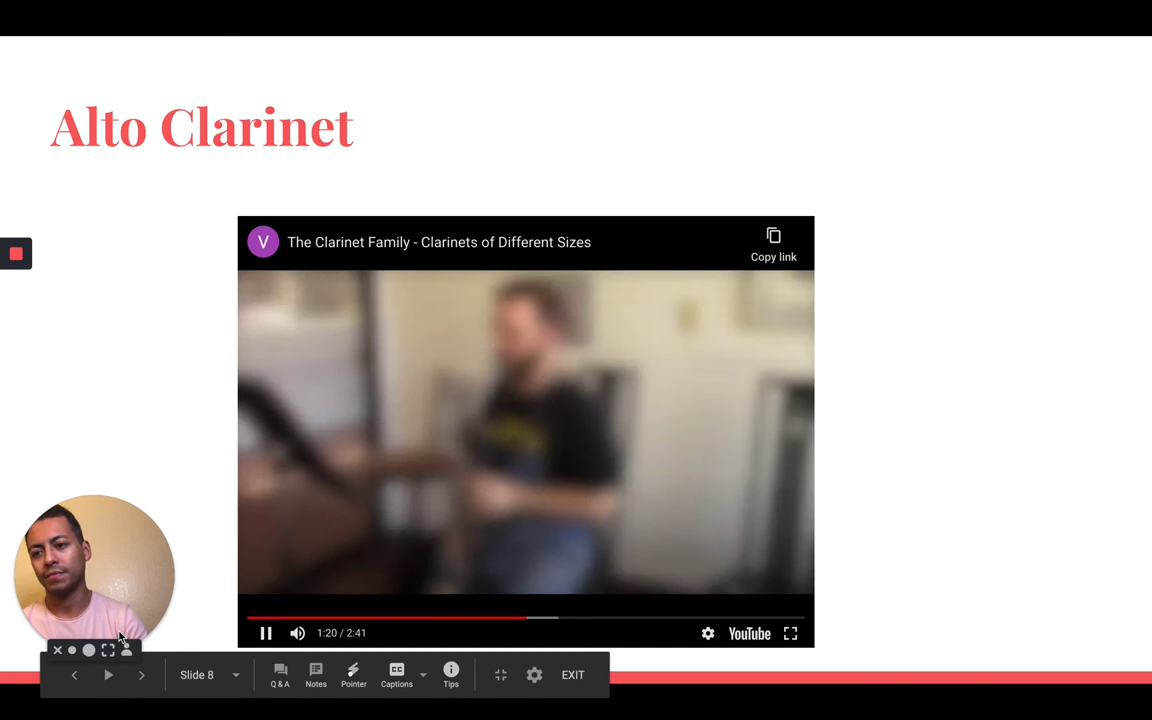 Alto Clarinet
V
The Clarinet Family - Clarinets of Different Sizes
Copy link
1:20 / 2:41
YouTube
Slide 8
Q & A
Notes
Pointer
CC
Captions
Tips
EXIT